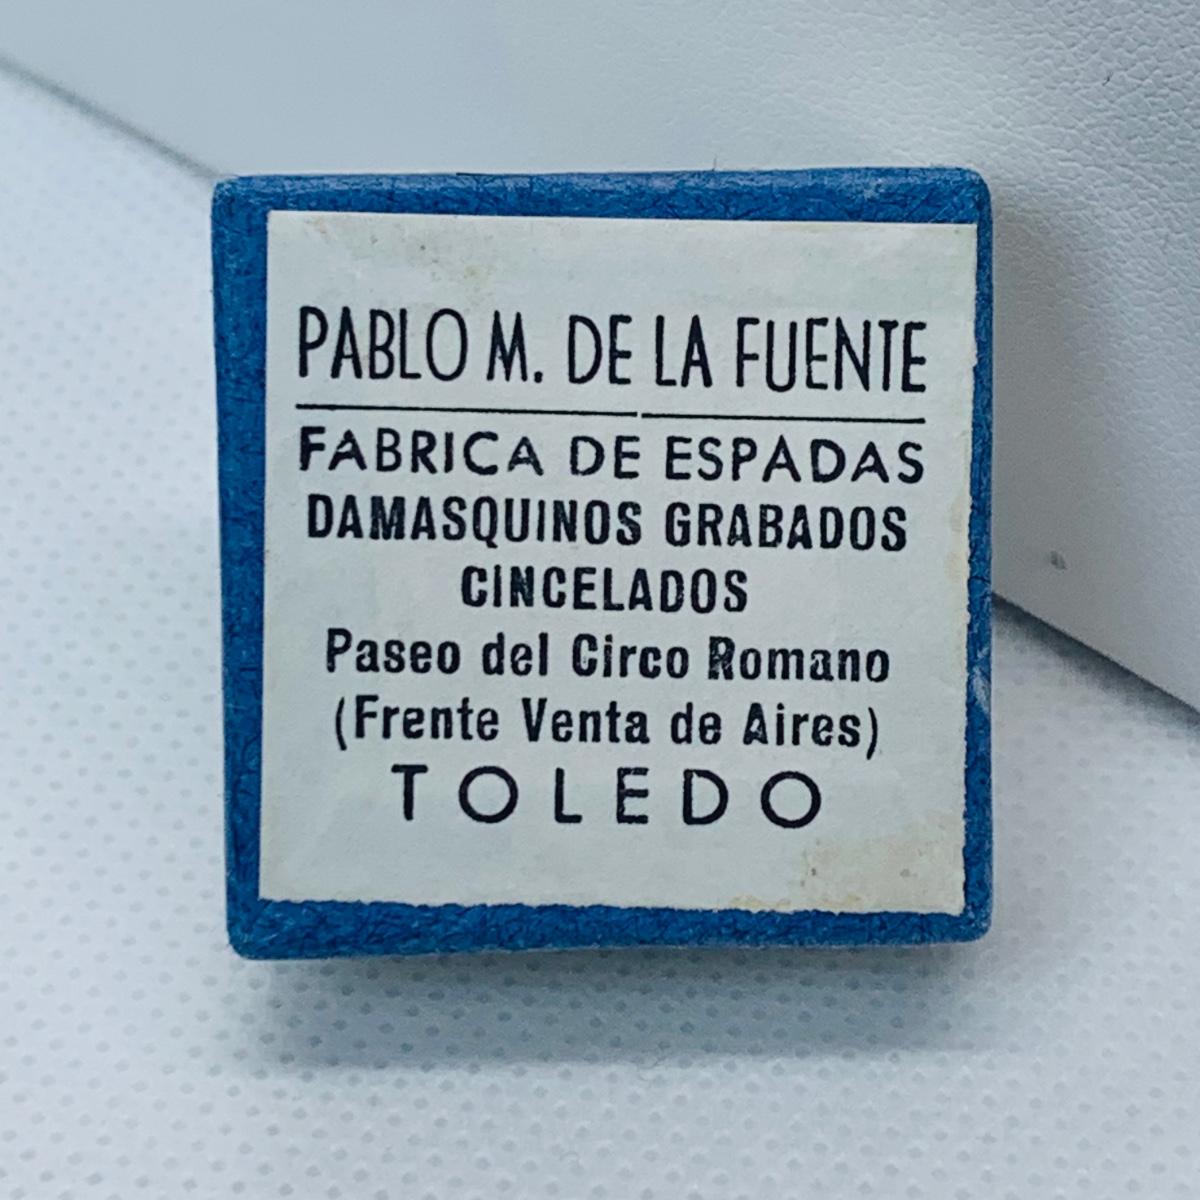 PABLO M. DE LA FUENTE
FABRICA DE ESPADAS
DAMASQUINOS GRABADOS
CINCELADOS
Paseo del Circo Romano
(Frente Venta de Aires)
TOLEDO